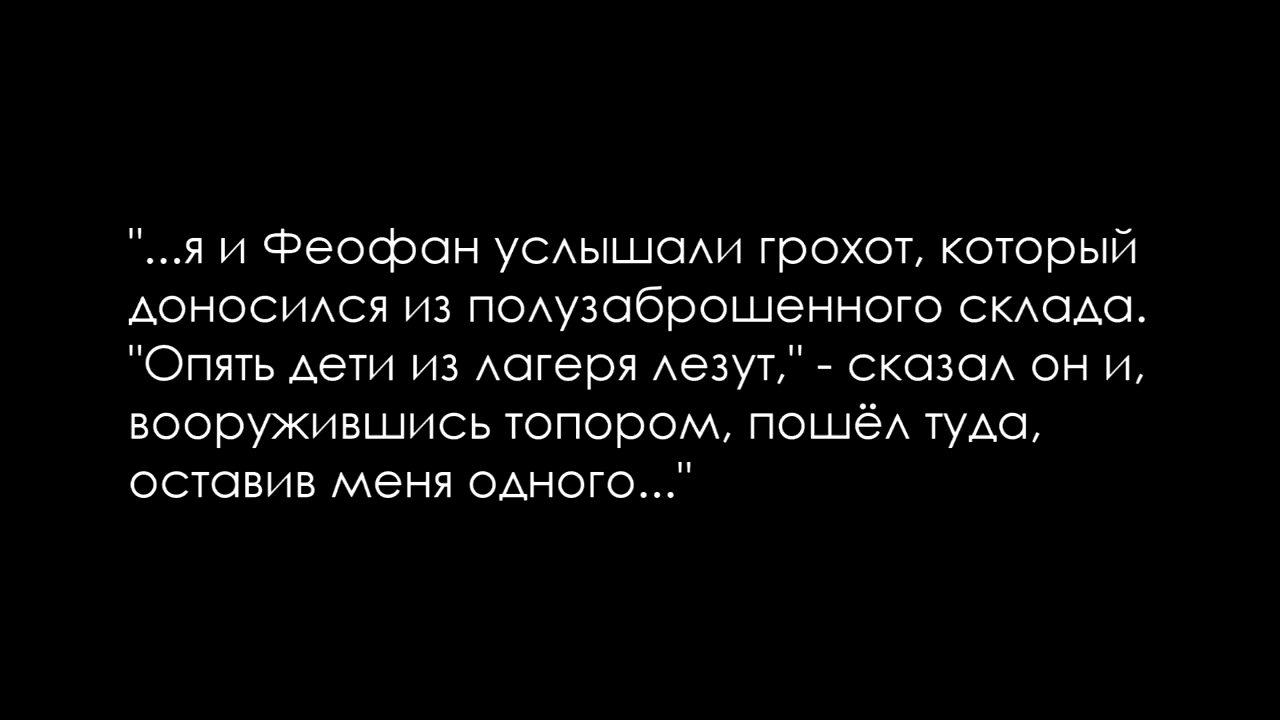 "...я и Феофан услышали грохот, который
доносился из полузаброшенного склада.
"Опять дети из лагеря лезут," - сказал он и,
вооружившись топором, пошёл туда,
оставив меня одного..."